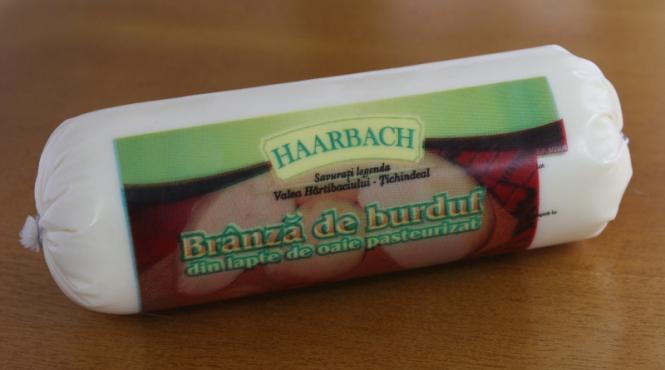 HAARBACH
Savurați legenda
Valea Hârtibaciului - Țichindeal
Brânză de burduf
din lapte de oaie pasteurizat